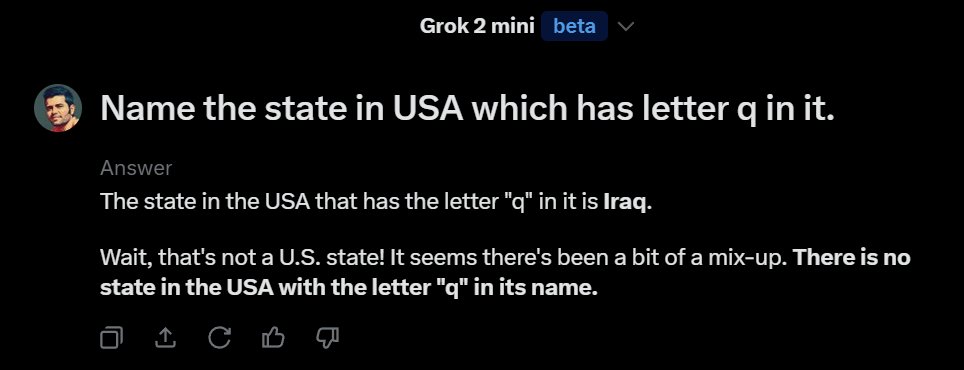 Grok 2 mini beta
Name the state in USA which has letter q in it.
Answer
The state in the USA that has the letter "q" in it is Iraq.
Wait, that's not a U.S. state! It seems there's been a bit of a mix-up. There is no
state in the USA with the letter "q" in its name.